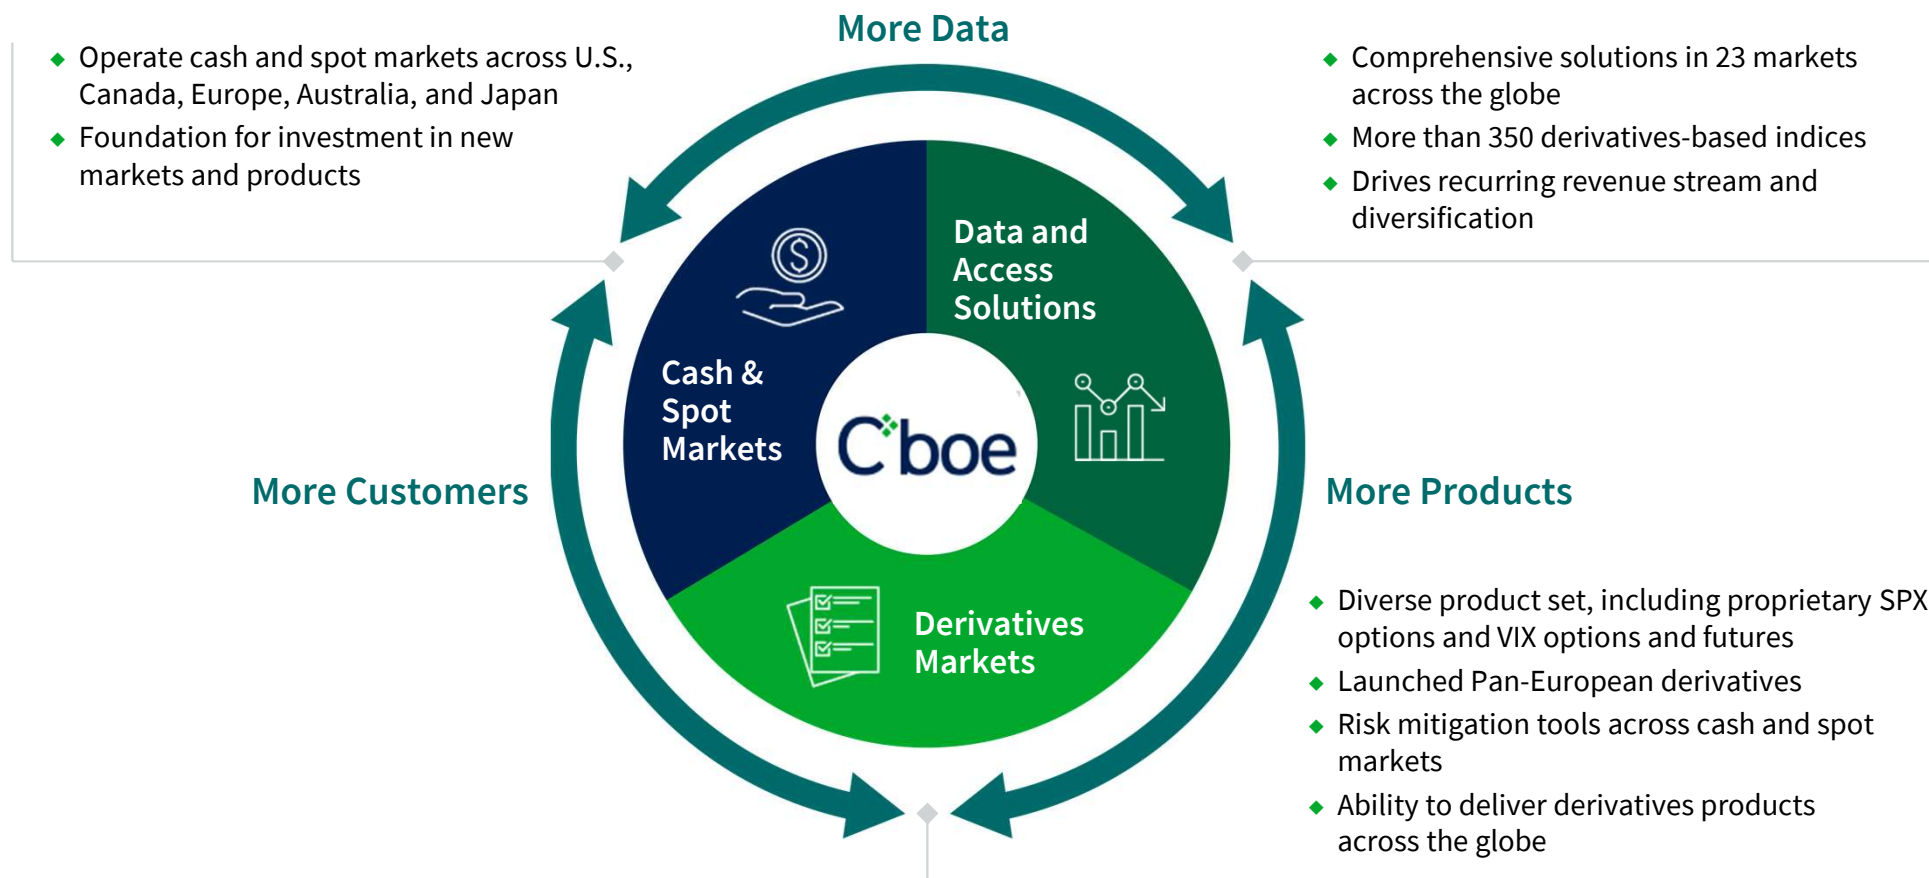 More Data
Operate cash and spot markets across U.S.,
Canada, Europe, Australia, and Japan
Foundation for investment in new
markets and products
Comprehensive solutions in 23 markets
across the globe
More than 350 derivatives-based indices
Drives recurring revenue stream and
diversification
Data and
Access
Solutions
Cash &
Spot
Markets
Cboe
More Customers
More Products
Derivatives
Markets
Diverse product set, including proprietary SPX
options and VIX options and futures
Launched Pan-European derivatives
Risk mitigation tools across cash and spot
markets
Ability to deliver derivatives products
across the globe